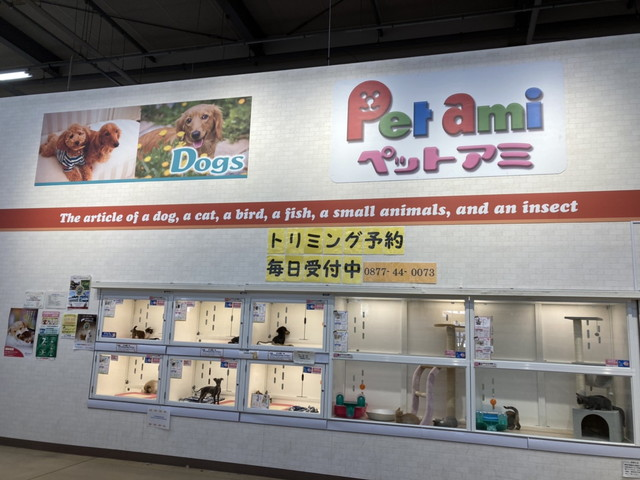 Pet ami
ペットアミ
Dogs
The article of a dog, a cat, a bird, a fish, a small animals, and an insect
トリミング予約
毎日受付中 0877-44-0073